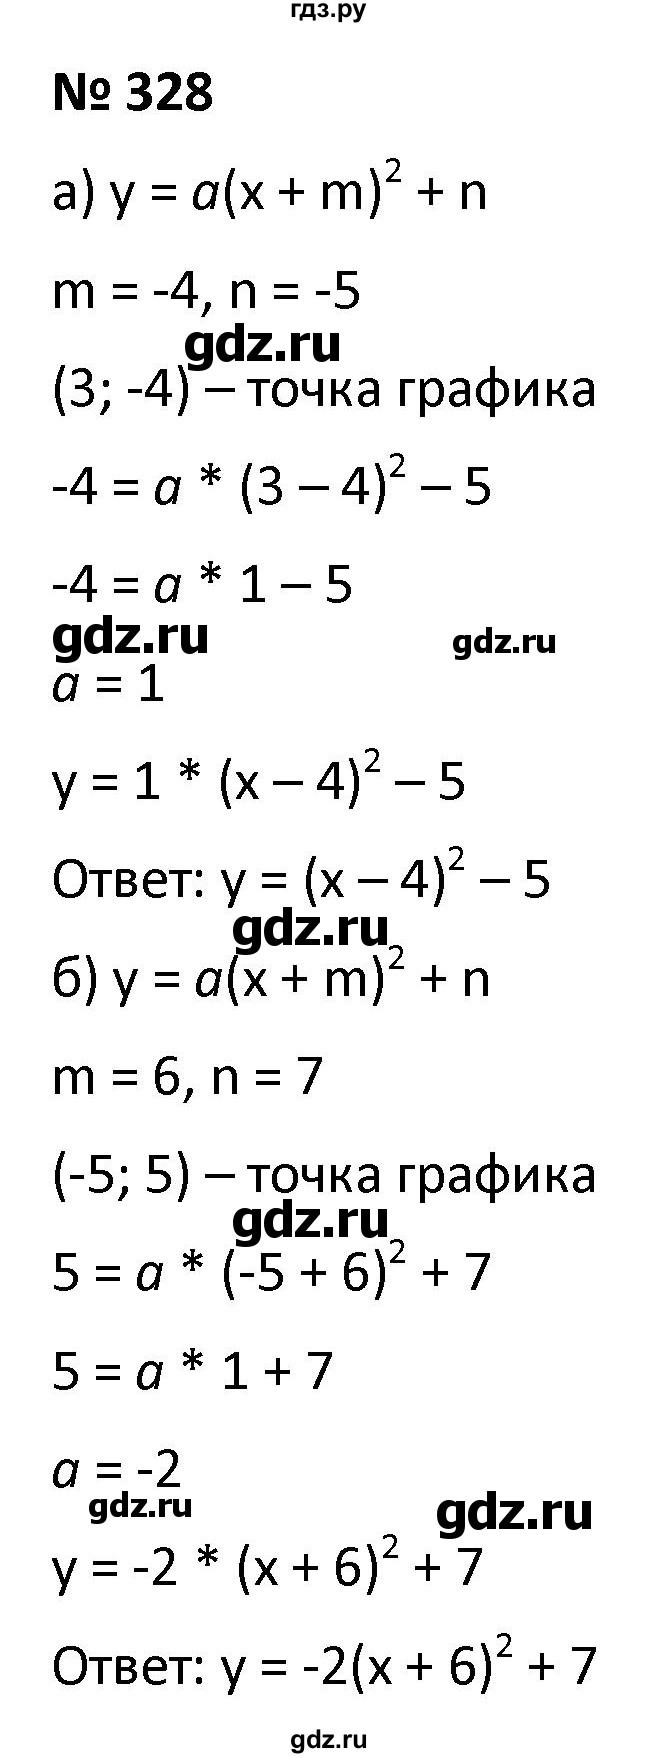 гдз.ру
№ 328
а) y = a(x + m)² + n
m = -4, n = -5
gdz.ru
(3; -4) – точка графика
-4 = a * (3 – 4)² – 5
-4 = a * 1 – 5
gdz.ru gdz.ru
a = 1
y = 1 * (x – 4)² – 5
Ответ: y = (x – 4)² – 5
gdz.ru
б) y = a(x + m)² + n
m = 6, n = 7
(-5; 5) – точка графика
gdz.ru
5 = a * (-5 + 6)² + 7
5 = a * 1 + 7
a = -2
gdz.ru gdz.ru
y = -2 * (x + 6)² + 7
Ответ: y = -2(x + 6)² + 7
gdz.ru